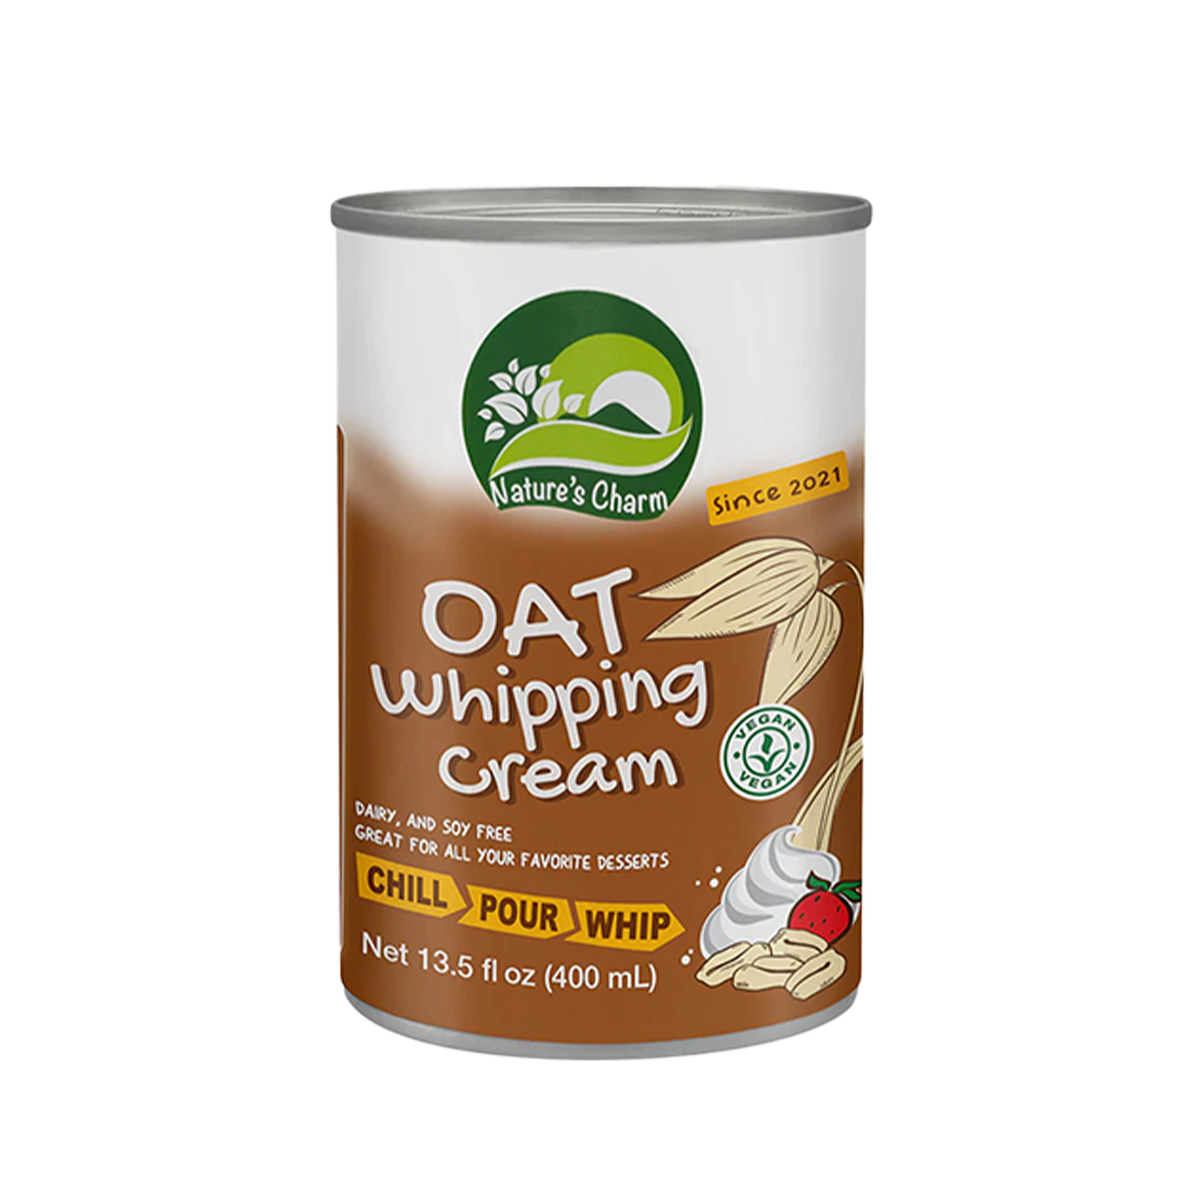 Nature's Charm
Since 2021
OAT
Whipping
Cream
VEGAN
VEGAN
DAIRY, AND SOY FREE
GREAT FOR ALL YOUR FAVORITE DESSERTS
CHILL POUR WHIP
Net 13.5 fl oz (400 mL)